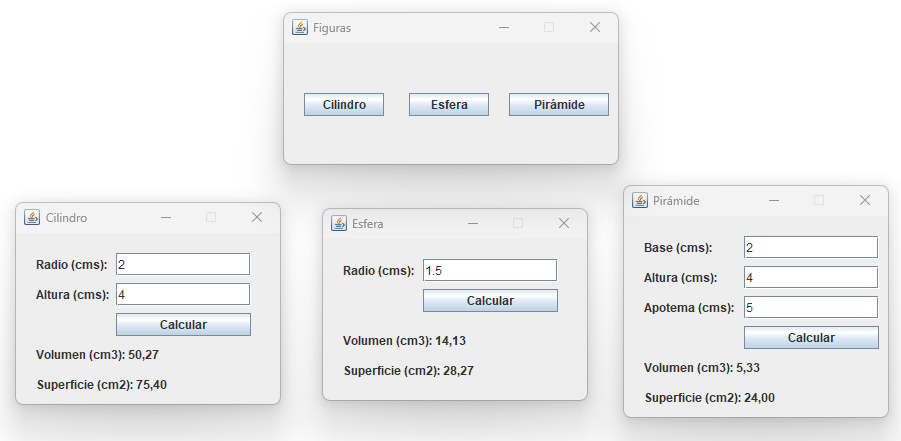 Figuras
Cilindro Esfera Pirámide
Cilindro
Radio (cms): 2
Altura (cms): 4
Calcular
Volumen (cm3): 50,27
Superficie (cm2): 75,40
Esfera
Radio (cms): 1.5
Calcular
Volumen (cm3): 14,13
Superficie (cm2): 28,27
Pirámide
Base (cms): 2
Altura (cms): 4
Apotema (cms): 5
Calcular
Volumen (cm3): 5,33
Superficie (cm2): 24,00